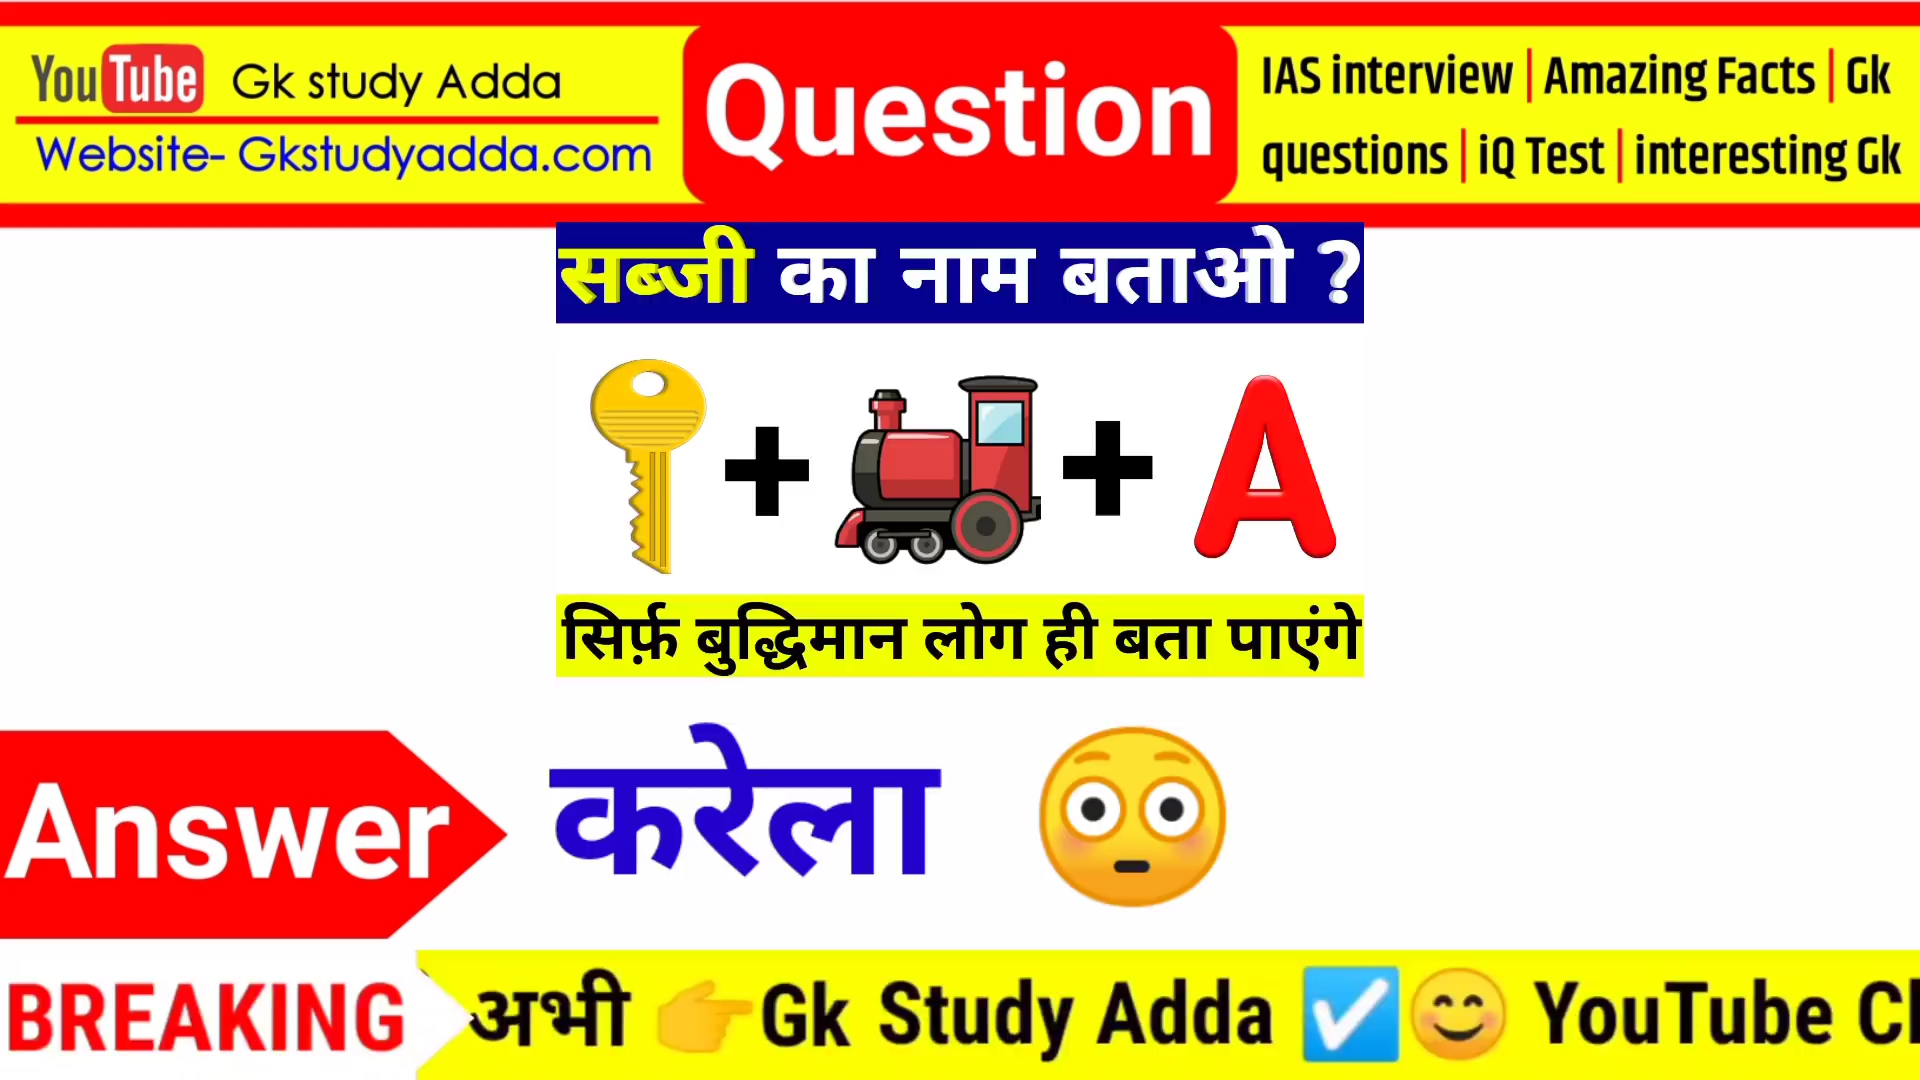 YouTube Gk study Adda
Website- Gkstudyadda.com
Question
IAS interview | Amazing Facts | Gk
questions | iQ Test | interesting Gk
सब्जी का नाम बताओ ?
+ + A
सिर्फ़ बुद्धिमान लोग ही बता पाएंगे
Answer
करेला
BREAKING
अभी Gk Study Adda YouTube